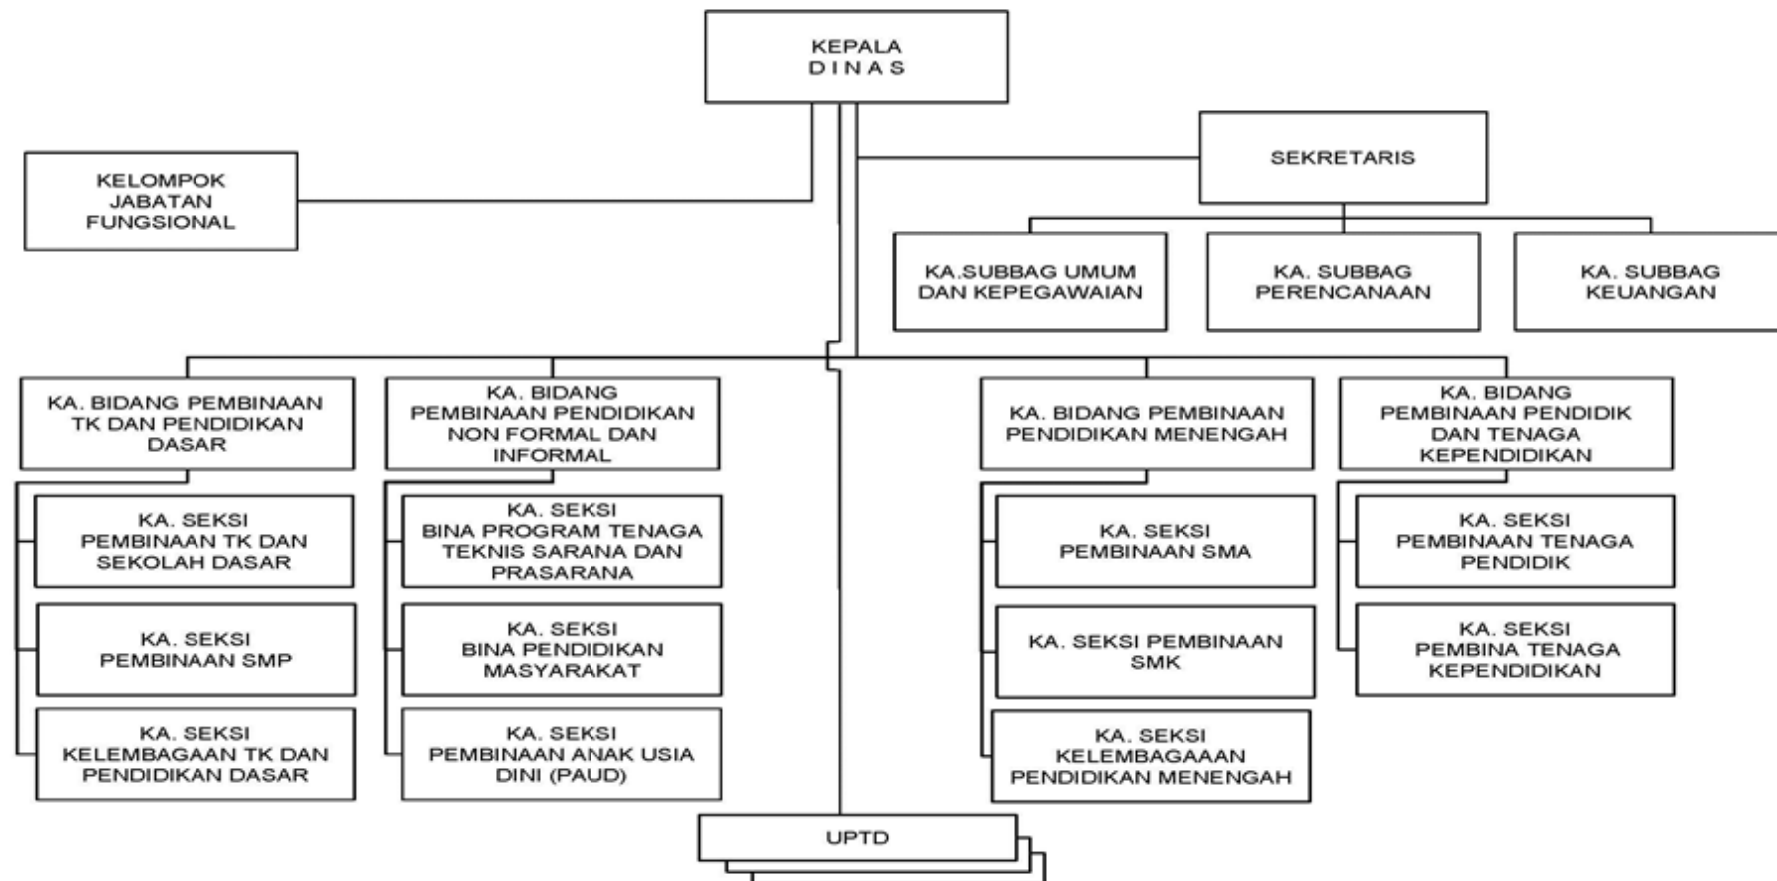 KEPALA
D I N A S
SEKRETARIS
KELOMPOK
JABATAN
FUNGSIONAL
KA.SUBBAG UMUM
DAN KEPEGAWAIAN
KA. SUBBAG
PERENCANAAN
KA. SUBBAG
KEUANGAN
KA. BIDANG PEMBINAAN
TK DAN PENDIDIKAN
DASAR
KA. BIDANG
PEMBINAAN PENDIDIKAN
NON FORMAL DAN
INFORMAL
KA. BIDANG PEMBINAAN
PENDIDIKAN MENENGAH
KA. BIDANG
PEMBINAAN PENDIDIK
DAN TENAGA
KEPENDIDIKAN
KA. SEKSI
PEMBINAAN TK DAN
SEKOLAH DASAR
KA. SEKSI
BINA PROGRAM TENAGA
TEKNIS SARANA DAN
PRASARANA
KA. SEKSI
PEMBINAAN SMA
KA. SEKSI
PEMBINAAN TENAGA
PENDIDIK
KA. SEKSI
PEMBINAAN SMP
KA. SEKSI
BINA PENDIDIKAN
MASYARAKAT
KA. SEKSI PEMBINAAN
SMK
KA. SEKSI
PEMBINA TENAGA
KEPENDIDIKAN
KA. SEKSI
KELEMBAGAAN TK DAN
PENDIDIKAN DASAR
KA. SEKSI
PEMBINAAN ANAK USIA
DINI (PAUD)
KA. SEKSI
KELEMBAGAAAN
PENDIDIKAN MENENGAH
UPTD